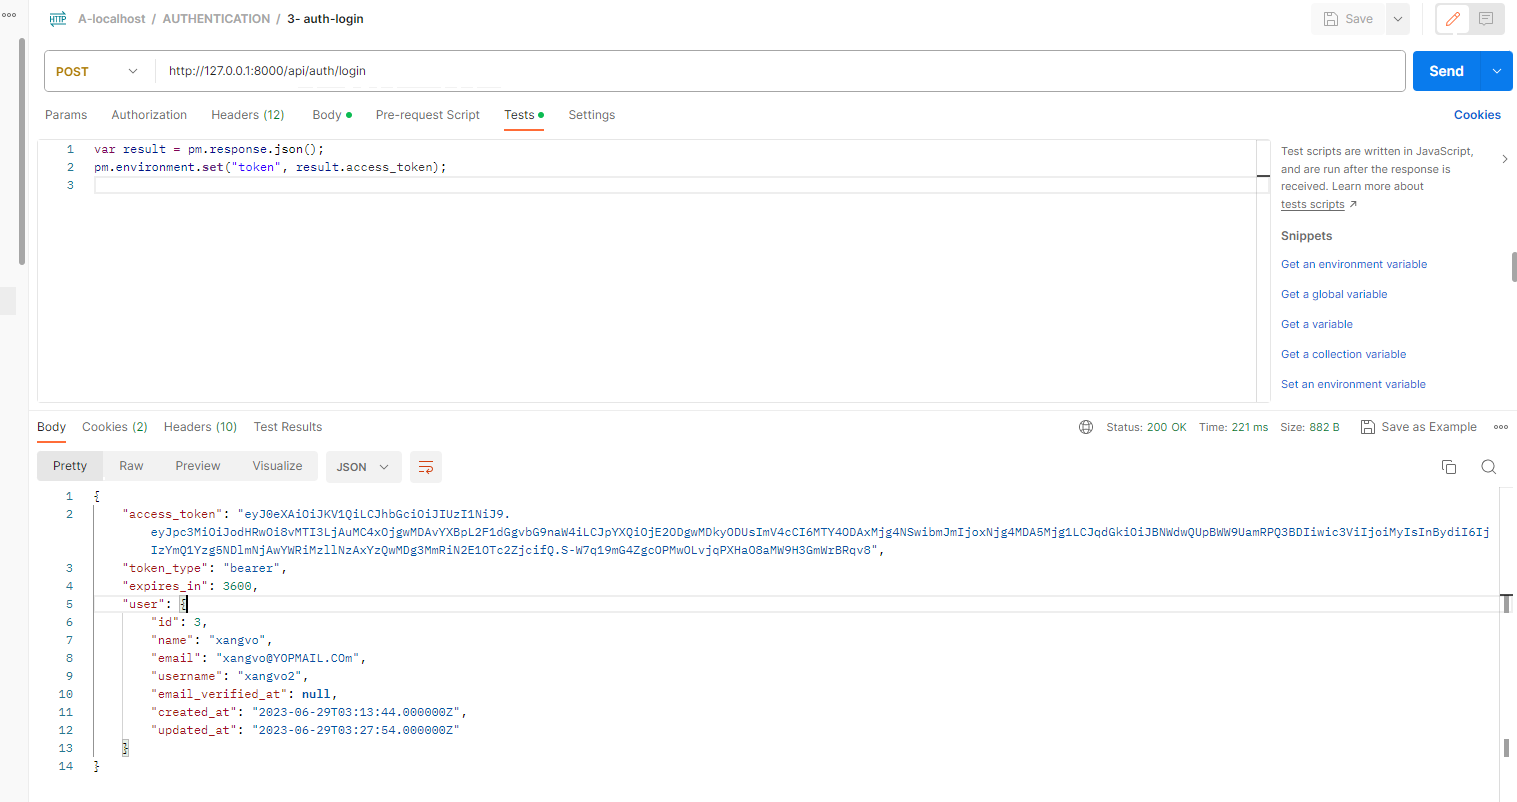 HTTP A-localhost / AUTHENTICATION / 3- auth-login Save
POST http://127.0.0.1:8000/api/auth/login Send
Params Authorization Headers (12) Body Pre-request Script Tests Settings Cookies
1 var result = pm.response.json();
2 pm.environment.set("token", result.access_token);
3
Test scripts are written in JavaScript,
and are run after the response is
received. Learn more about
tests scripts ↗
Snippets
Get an environment variable
Get a global variable
Get a variable
Get a collection variable
Set an environment variable
Body Cookies (2) Headers (10) Test Results Status: 200 OK Time: 221 ms Size: 882 B Save as Example
Pretty Raw Preview Visualize JSON
1 {
2 "access_token": "eyJ0eXAiOiJKV1QiLCJhbGciOiJIUzI1NiJ9.
eyJpc3MiOiJodHRwOi8vMTI3LjAuMC4xOjgwMDAvYXBpL2F1dGgvbG9naW4iLCJpYXQiOjE2ODgwMDkyODUsImV4cCI6MTY4ODAxMjg4NSwibmJmIjoxNjg4MDA5Mjg1LCJqdGkiOiJBNWdwQUpBWW9UamRPQ3BDIiwic3ViIjoiMyIsInBydiI6Ij
IzYmQ1Yzg5NDlmNjAwYWRiMzllNzAxYzQwMDg3MmRiN2E1OTc2ZjcifQ.S-W7q19mG4ZgcOPMwOLvjqPXHaO8aMW9H3GmWzBRqv8",
3 "token_type": "bearer",
4 "expires_in": 3600,
5 "user": {
6 "id": 3,
7 "name": "xangvo",
8 "email": "xangvo@YOPMAIL.COm",
9 "username": "xangvo2",
10 "email_verified_at": null,
11 "created_at": "2023-06-29T03:13:44.000000Z",
12 "updated_at": "2023-06-29T03:27:54.000000Z"
13 }
14 }